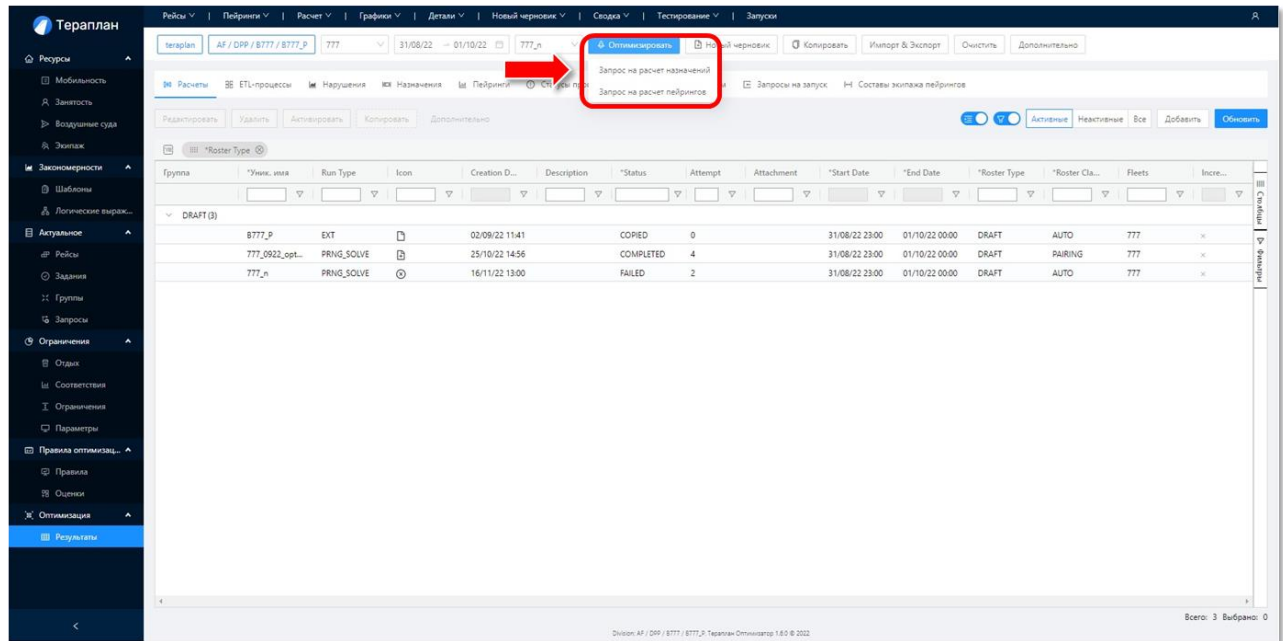 Тераплан
Рейсы | Пейринги | Расчет | Графики | Детали | Новый черновик | Сводка | Тестирование | Запуски
teraplan AF / DPP / B777 / B777_P 777 31/08/22 → 01/10/22 777_n Оптимизировать Новый черновик Копировать Импорт & Экспорт Очистить Дополнительно
Запрос на расчет назначений
Запрос на расчет пейрингов
Расчеты ETL-процессы Нарушения Назначения Пейринги Запросы на запуск Составы экипажа пейрингов
Редактировать Удалить Активировать Копировать Дополнительно Активные Неактивные Все Добавить Обновить
*Roster Type
Группа *Уник. имя Run Type Icon Creation D... Description *Status Attempt Attachment *Start Date *End Date *Roster Type *Roster Cla... Fleets Incre...
DRAFT (3)
B777_P EXT 02/09/22 11:41 COPIED 0 31/08/22 23:00 01/10/22 00:00 DRAFT AUTO 777
777_0922_opt... PRNG_SOLVE 25/10/22 14:56 COMPLETED 4 31/08/22 23:00 01/10/22 00:00 DRAFT PAIRING 777
777_n PRNG_SOLVE 16/11/22 13:00 FAILED 2 31/08/22 23:00 01/10/22 00:00 DRAFT AUTO 777
Столбцы
Фильтры
Ресурсы
Мобильность
Занятость
Воздушные суда
Экипаж
Закономерности
Шаблоны
Логические выраж...
Актуальное
Рейсы
Задания
Группы
Запросы
Ограничения
Отдых
Соответствия
Ограничения
Параметры
Правила оптимизац...
Правила
Оценки
Оптимизация
Результаты
Всего: 3 Выбрано: 0
Division: AF / DPP / B777 / B777_P. Тераплан Оптимизатор 1.6.0 © 2022